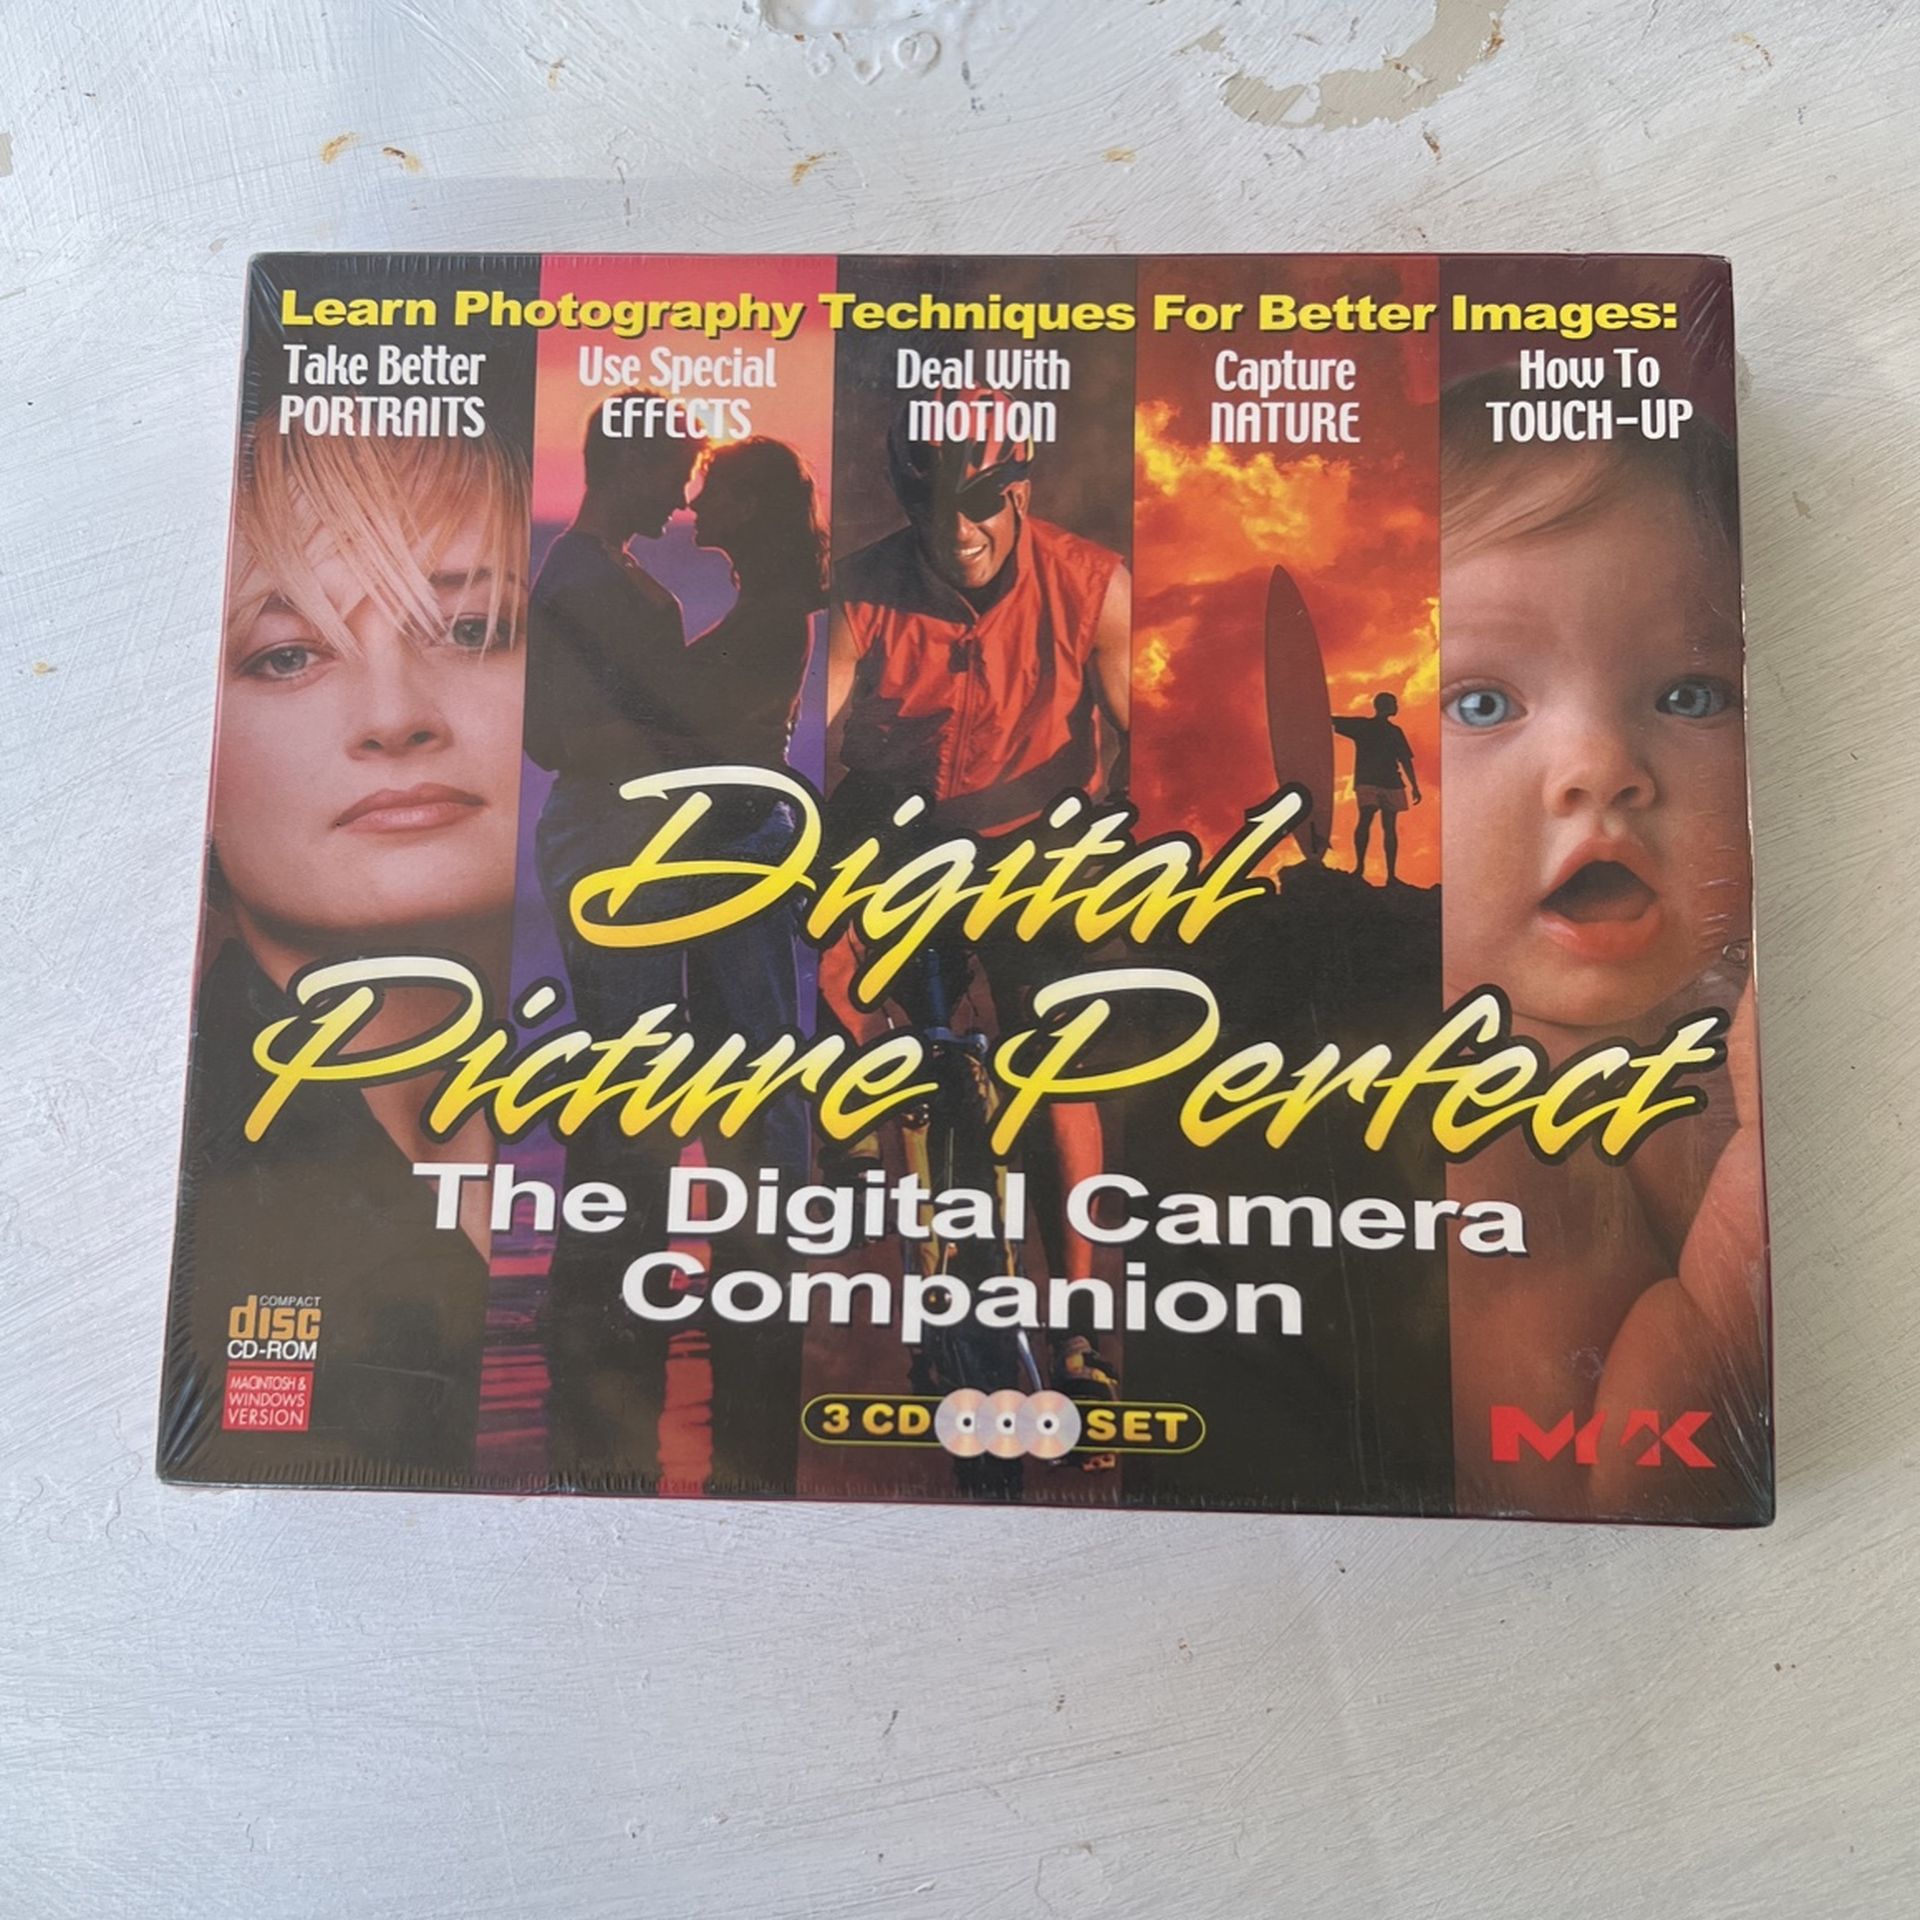 Learn Photography Techniques For Better Images:
Take Better
PORTRAITS
Use Special
EFFECTS
Deal With
MOTION
Capture
NATURE
How To
TOUCH-UP
Digital
Picture Perfect
The Digital Camera
Companion
COMPACT
disc
CD-ROM
MACINTOSH &
WINDOWS
VERSION
3 CD SET